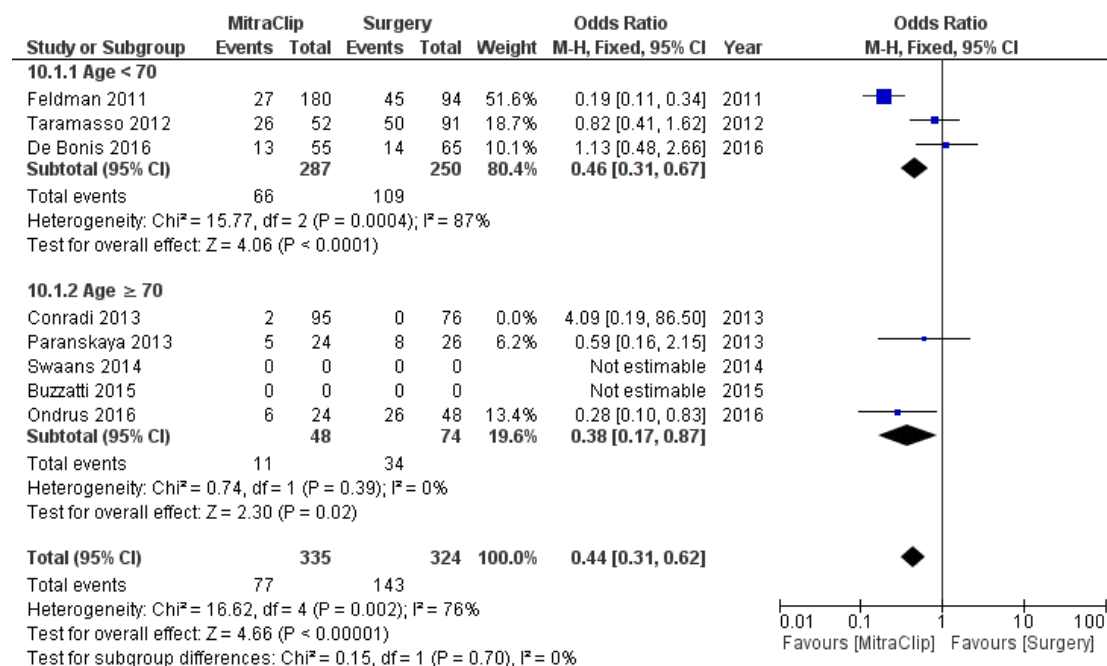 MitraClip Surgery Odds Ratio Odds Ratio
Study or Subgroup Events Total Events Total Weight M-H, Fixed, 95% CI Year M-H, Fixed, 95% CI
10.1.1 Age < 70
Feldman 2011 27 180 45 94 51.6% 0.19 [0.11, 0.34] 2011
Taramasso 2012 26 52 50 91 18.7% 0.82 [0.41, 1.62] 2012
De Bonis 2016 13 55 14 65 10.1% 1.13 [0.48, 2.66] 2016
Subtotal (95% CI) 287 250 80.4% 0.46 [0.31, 0.67]
Total events 66 109
Heterogeneity: Chi² = 15.77, df = 2 (P = 0.0004); I² = 87%
Test for overall effect: Z = 4.06 (P < 0.0001)
10.1.2 Age ≥ 70
Conradi 2013 2 95 0 76 0.0% 4.09 [0.19, 86.50] 2013
Paranskaya 2013 5 24 8 26 6.2% 0.59 [0.16, 2.15] 2013
Swaans 2014 0 0 0 0 Not estimable 2014
Buzzatti 2015 0 0 0 0 Not estimable 2015
Ondrus 2016 6 24 26 48 13.4% 0.28 [0.10, 0.83] 2016
Subtotal (95% CI) 48 74 19.6% 0.38 [0.17, 0.87]
Total events 11 34
Heterogeneity: Chi² = 0.74, df = 1 (P = 0.39); I² = 0%
Test for overall effect: Z = 2.30 (P = 0.02)
Total (95% CI) 335 324 100.0% 0.44 [0.31, 0.62]
Total events 77 143
Heterogeneity: Chi² = 16.62, df = 4 (P = 0.002); I² = 76%
Test for overall effect: Z = 4.66 (P < 0.00001)
Test for subgroup differences: Chi² = 0.15, df = 1 (P = 0.70), I² = 0%
0.01 0.1 1 10 100
Favours [MitraClip] Favours [Surgery]